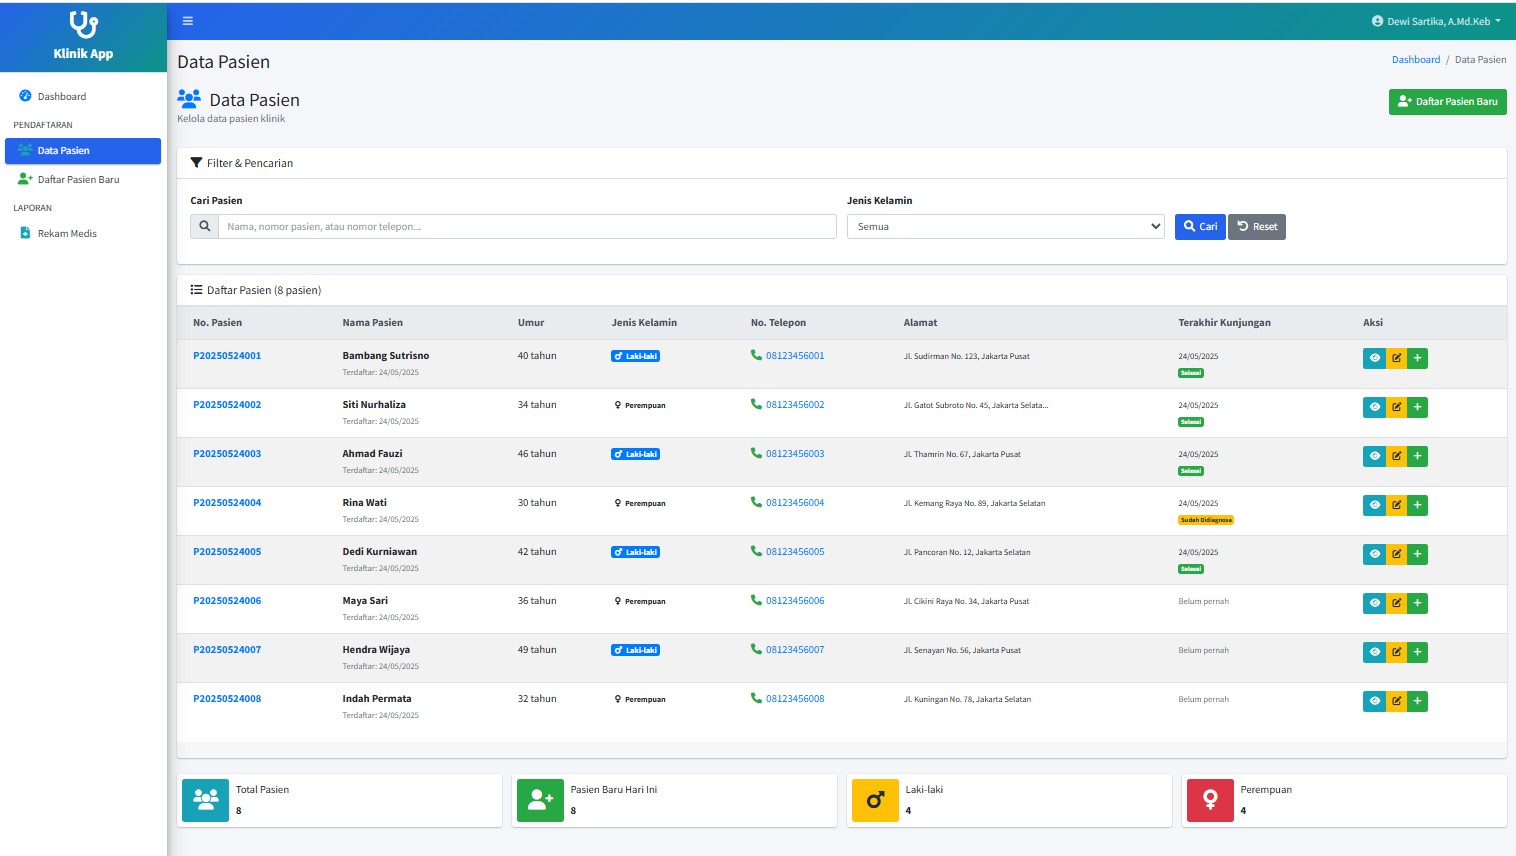 Klinik App
Dewi Sartika, A.Md.Keb
Dashboard
PENDAFTARAN
Data Pasien
Daftar Pasien Baru
LAPORAN
Rekam Medis
Data Pasien
Dashboard / Data Pasien
Data Pasien
Kelola data pasien klinik
Daftar Pasien Baru
Filter & Pencarian
Cari Pasien Jenis Kelamin
Nama, nomor pasien, atau nomor telepon... Semua Cari Reset
Daftar Pasien (8 pasien)
No. Pasien Nama Pasien Umur Jenis Kelamin No. Telepon Alamat Terakhir Kunjungan Aksi
P20250524001 Bambang Sutrisno 40 tahun Laki-laki 08123456001 Jl. Sudirman No. 123, Jakarta Pusat 24/05/2025
Terdaftar: 24/05/2025 Selesai
P20250524002 Siti Nurhaliza 34 tahun Perempuan 08123456002 Jl. Gatot Subroto No. 45, Jakarta Selata... 24/05/2025
Terdaftar: 24/05/2025 Selesai
P20250524003 Ahmad Fauzi 46 tahun Laki-laki 08123456003 Jl. Thamrin No. 67, Jakarta Pusat 24/05/2025
Terdaftar: 24/05/2025 Selesai
P20250524004 Rina Wati 30 tahun Perempuan 08123456004 Jl. Kemang Raya No. 89, Jakarta Selatan 24/05/2025
Terdaftar: 24/05/2025 Sudah Didiagnosa
P20250524005 Dedi Kurniawan 42 tahun Laki-laki 08123456005 Jl. Pancoran No. 12, Jakarta Selatan 24/05/2025
Terdaftar: 24/05/2025 Selesai
P20250524006 Maya Sari 36 tahun Perempuan 08123456006 Jl. Cikini Raya No. 34, Jakarta Pusat Belum pernah
Terdaftar: 24/05/2025
P20250524007 Hendra Wijaya 49 tahun Laki-laki 08123456007 Jl. Senayan No. 56, Jakarta Pusat Belum pernah
Terdaftar: 24/05/2025
P20250524008 Indah Permata 32 tahun Perempuan 08123456008 Jl. Kuningan No. 78, Jakarta Selatan Belum pernah
Terdaftar: 24/05/2025
Total Pasien
8
Pasien Baru Hari Ini
8
Laki-laki
4
Perempuan
4